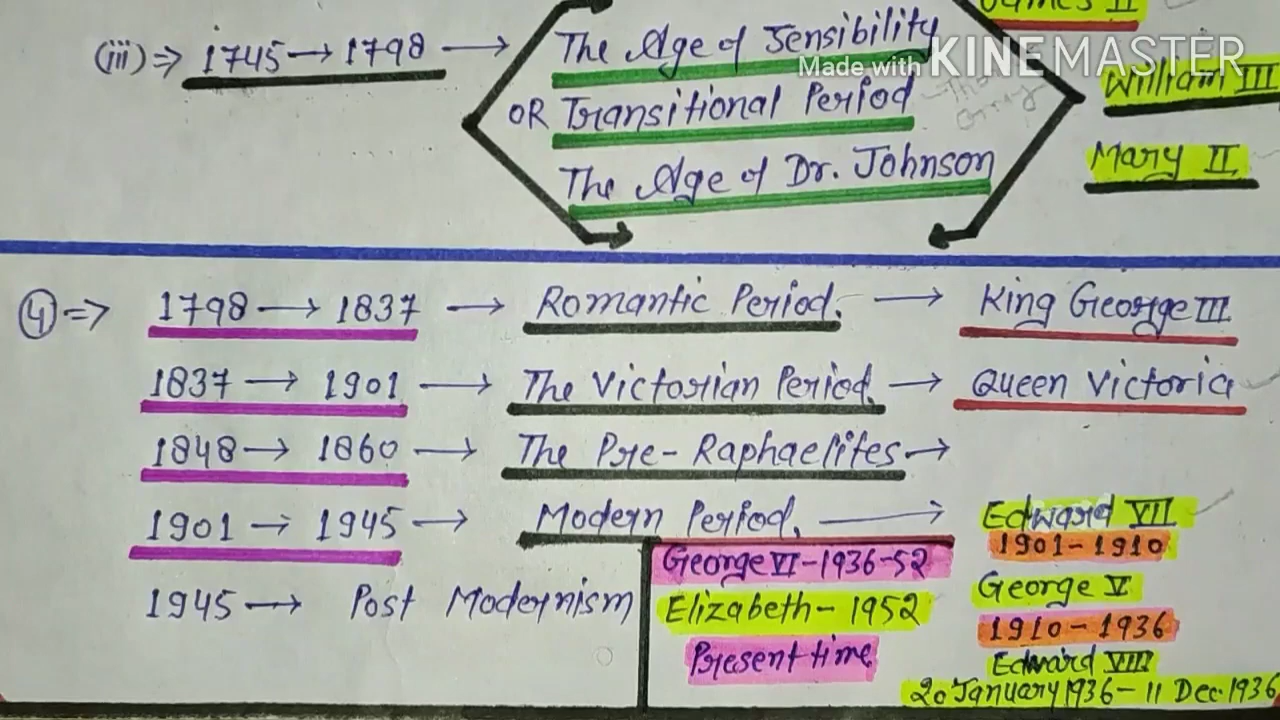 James II
(iii) ⇒ 1745 → 1798 → The Age of Sensibility
Made with KINEMASTER
William III
OR Transitional Period
Mary II
The Age of Dr. Johnson
4 ⇒ 1798 → 1837 → Romantic Period. → King George III
1837 → 1901 → The Victorian Period. → Queen Victoria
1848 → 1860 → The Pre-Raphaelites →
1901 → 1945 → Modern Period. → Edward VII
1901-1910
George VI-1936-52
George V
1945 → Post Modernism
Elizabeth-1952
1910-1936
Present time
Edward VIII
20 January 1936-11 Dec.1936